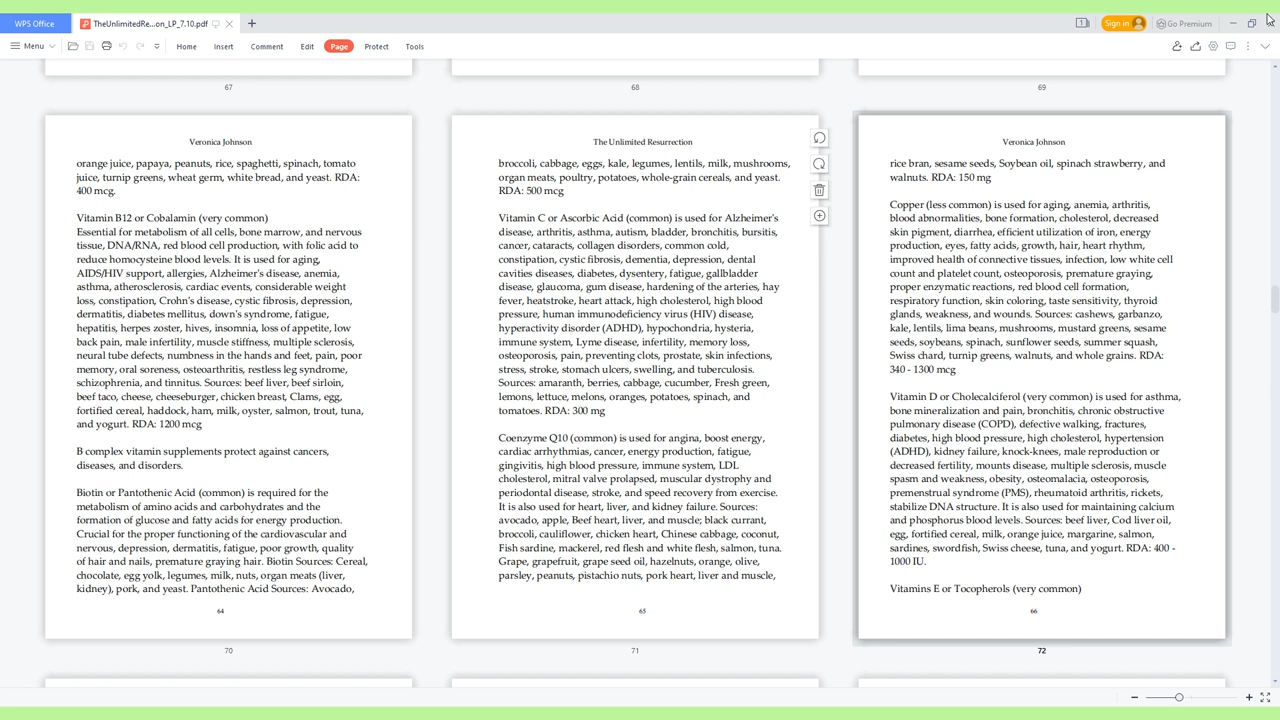 WPS Office
TheUnlimitedRe...on_LP_7.10.pdf
1
Sign in
Go Premium
Menu
Home
Insert
Comment
Edit
Page
Protect
Tools
67
68
69
Veronica Johnson
orange juice, papaya, peanuts, rice, spaghetti, spinach, tomato
juice, turnip greens, wheat germ, white bread, and yeast. RDA:
400 mcg.
Vitamin B12 or Cobalamin (very common)
Essential for metabolism of all cells, bone marrow, and nervous
tissue, DNA/RNA, red blood cell production, with folic acid to
reduce homocysteine blood levels. It is used for aging,
AIDS/HIV support, allergies, Alzheimer's disease, anemia,
asthma, atherosclerosis, cardiac events, considerable weight
loss, constipation, Crohn's disease, cystic fibrosis, depression,
dermatitis, diabetes mellitus, down's syndrome, fatigue,
hepatitis, herpes zoster, hives, insomnia, loss of appetite, low
back pain, male infertility, muscle stiffness, multiple sclerosis,
neural tube defects, numbness in the hands and feet, pain, poor
memory, oral soreness, osteoarthritis, restless leg syndrome,
schizophrenia, and tinnitus. Sources: beef liver, beef sirloin,
beef taco, cheese, cheeseburger, chicken breast, Clams, egg,
fortified cereal, haddock, ham, milk, oyster, salmon, trout, tuna,
and yogurt. RDA: 1200 mcg
B complex vitamin supplements protect against cancers,
diseases, and disorders.
Biotin or Pantothenic Acid (common) is required for the
metabolism of amino acids and carbohydrates and the
formation of glucose and fatty acids for energy production.
Crucial for the proper functioning of the cardiovascular and
nervous, depression, dermatitis, fatigue, poor growth, quality
of hair and nails, premature graying hair. Biotin Sources: Cereal,
chocolate, egg yolk, legumes, milk, nuts, organ meats (liver,
kidney), pork, and yeast. Pantothenic Acid Sources: Avocado,
64
70
The Unlimited Resurrection
broccoli, cabbage, eggs, kale, legumes, lentils, milk, mushrooms,
organ meats, poultry, potatoes, whole-grain cereals, and yeast.
RDA: 500 mcg
Vitamin C or Ascorbic Acid (common) is used for Alzheimer's
disease, arthritis, asthma, autism, bladder, bronchitis, bursitis,
cancer, cataracts, collagen disorders, common cold,
constipation, cystic fibrosis, dementia, depression, dental
cavities diseases, diabetes, dysentery, fatigue, gallbladder
disease, glaucoma, gum disease, hardening of the arteries, hay
fever, heatstroke, heart attack, high cholesterol, high blood
pressure, human immunodeficiency virus (HIV) disease,
hyperactivity disorder (ADHD), hypochondria, hysteria,
immune system, Lyme disease, infertility, memory loss,
osteoporosis, pain, preventing clots, prostate, skin infections,
stress, stroke, stomach ulcers, swelling, and tuberculosis.
Sources: amaranth, berries, cabbage, cucumber, Fresh green,
lemons, lettuce, melons, oranges, potatoes, spinach, and
tomatoes. RDA: 300 mg
Coenzyme Q10 (common) is used for angina, boost energy,
cardiac arrhythmias, cancer, energy production, fatigue,
gingivitis, high blood pressure, immune system, LDL
cholesterol, mitral valve prolapsed, muscular dystrophy and
periodontal disease, stroke, and speed recovery from exercise.
It is also used for heart, liver, and kidney failure. Sources:
avocado, apple, Beef heart, liver, and muscle; black currant,
broccoli, cauliflower, chicken heart, Chinese cabbage, coconut,
Fish sardine, mackerel, red flesh and white flesh, salmon, tuna.
Grape, grapefruit, grape seed oil, hazelnuts, orange, olive,
parsley, peanuts, pistachio nuts, pork heart, liver and muscle,
65
71
Veronica Johnson
rice bran, sesame seeds, Soybean oil, spinach strawberry, and
walnuts. RDA: 150 mg
Copper (less common) is used for aging, anemia, arthritis,
blood abnormalities, bone formation, cholesterol, decreased
skin pigment, diarrhea, efficient utilization of iron, energy
production, eyes, fatty acids, growth, hair, heart rhythm,
improved health of connective tissues, infection, low white cell
count and platelet count, osteoporosis, premature graying,
proper enzymatic reactions, red blood cell formation,
respiratory function, skin coloring, taste sensitivity, thyroid
glands, weakness, and wounds. Sources: cashews, garbanzo,
kale, lentils, lima beans, mushrooms, mustard greens, sesame
seeds, soybeans, spinach, sunflower seeds, summer squash,
Swiss chard, turnip greens, walnuts, and whole grains. RDA:
340 - 1300 mcg
Vitamin D or Cholecalciferol (very common) is used for asthma,
bone mineralization and pain, bronchitis, chronic obstructive
pulmonary disease (COPD), defective walking, fractures,
diabetes, high blood pressure, high cholesterol, hypertension
(ADHD), kidney failure, knock-knees, male reproduction or
decreased fertility, mounts disease, multiple sclerosis, muscle
spasm and weakness, obesity, osteomalacia, osteoporosis,
premenstrual syndrome (PMS), rheumatoid arthritis, rickets,
stabilize DNA structure. It is also used for maintaining calcium
and phosphorus blood levels. Sources: beef liver, Cod liver oil,
egg, fortified cereal, milk, orange juice, margarine, salmon,
sardines, swordfish, Swiss cheese, tuna, and yogurt. RDA: 400 -
1000 IU.
Vitamins E or Tocopherols (very common)
66
72